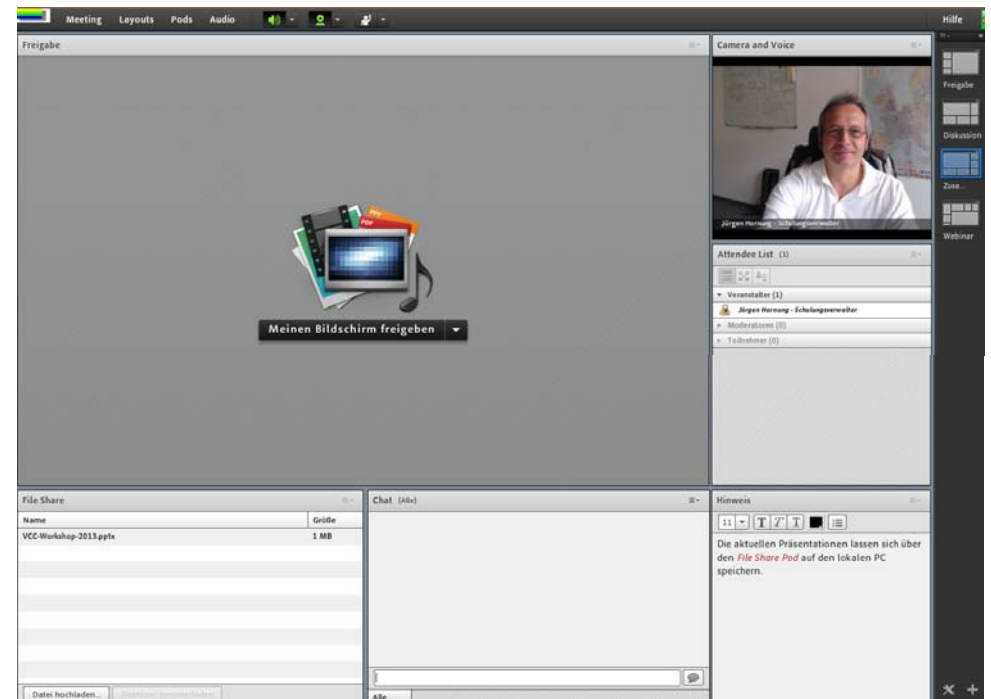 Meeting Layouts Pods Audio Hilfe
Freigabe
PPT
PDF
Meinen Bildschirm freigeben
Camera and Voice
Jürgen Hornung - Schulungsverwalter
Attendee List (1)
Veranstalter (1)
Jürgen Hornung - Schulungsverwalter
Moderatoren (0)
Teilnehmer (0)
Freigabe
Diskussion
Zusa...
Webinar
File Share
Name Größe
VCC-Workshop-2013.pptx 1 MB
Datei hochladen...
Chat (Alle)
Alle
Hinweis
11 T T T
Die aktuellen Präsentationen lassen sich über
den File Share Pod auf den lokalen PC
speichern.